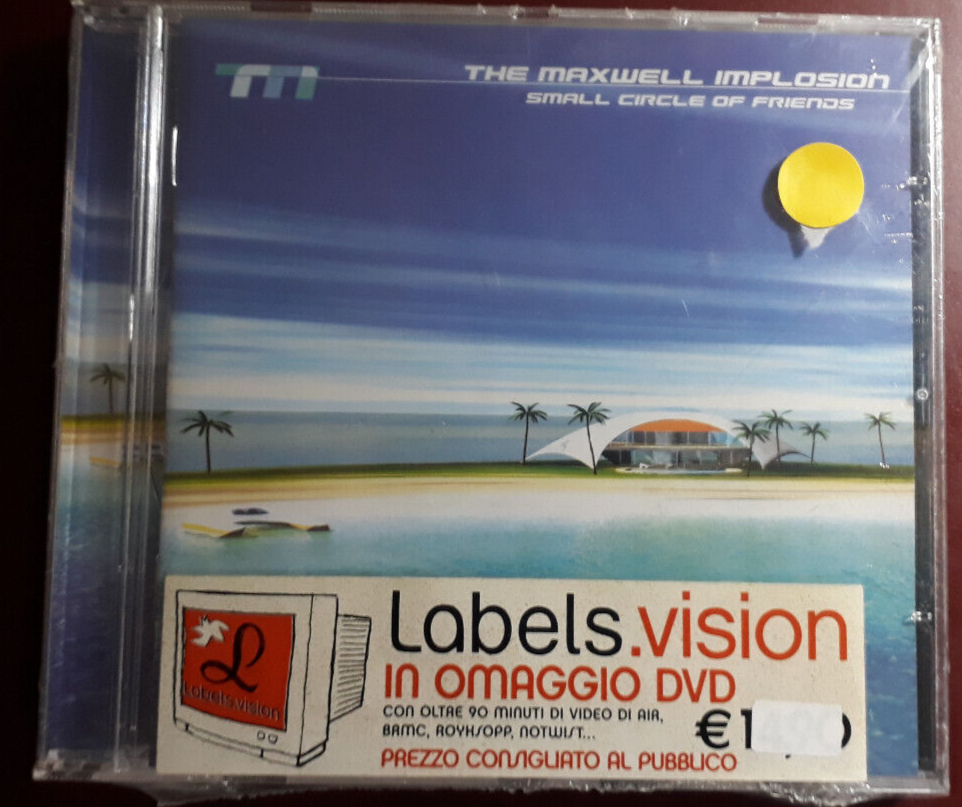 THE MAXWELL IMPLOSION
SMALL CIRCLE OF FRIENDS
L
Labels.vision
Labels.vision
IN OMAGGIO DVD
CON OLTRE 90 MINUTI DI VIDEO DI AIR,
BRMC, ROYKSOPP, NOTWIST...
PREZZO CONSIGLIATO AL PUBBLICO